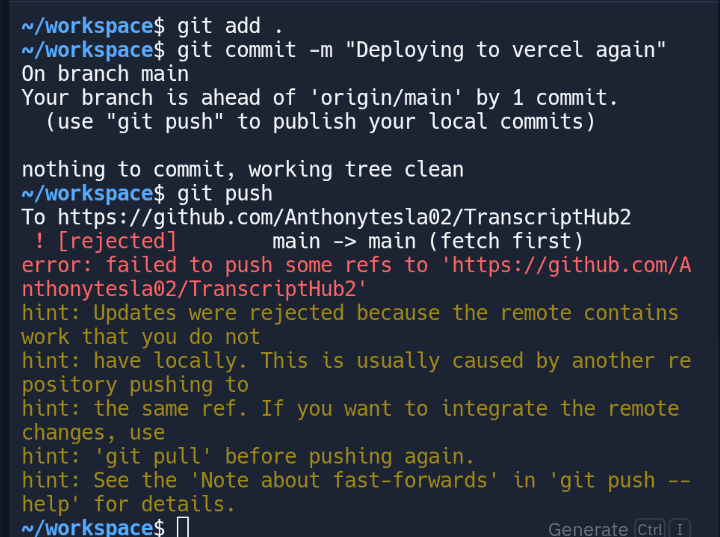 ~/workspace$ git add .
~/workspace$ git commit -m "Deploying to vercel again"
On branch main
Your branch is ahead of 'origin/main' by 1 commit.
  (use "git push" to publish your local commits)

nothing to commit, working tree clean
~/workspace$ git push
To https://github.com/Anthonytesla02/TranscriptHub2
 ! [rejected]        main -> main (fetch first)
error: failed to push some refs to 'https://github.com/A
nthonytesla02/TranscriptHub2'
hint: Updates were rejected because the remote contains
work that you do not
hint: have locally. This is usually caused by another re
pository pushing to
hint: the same ref. If you want to integrate the remote
changes, use
hint: 'git pull' before pushing again.
hint: See the 'Note about fast-forwards' in 'git push --
help' for details.
~/workspace$
Generate Ctrl I